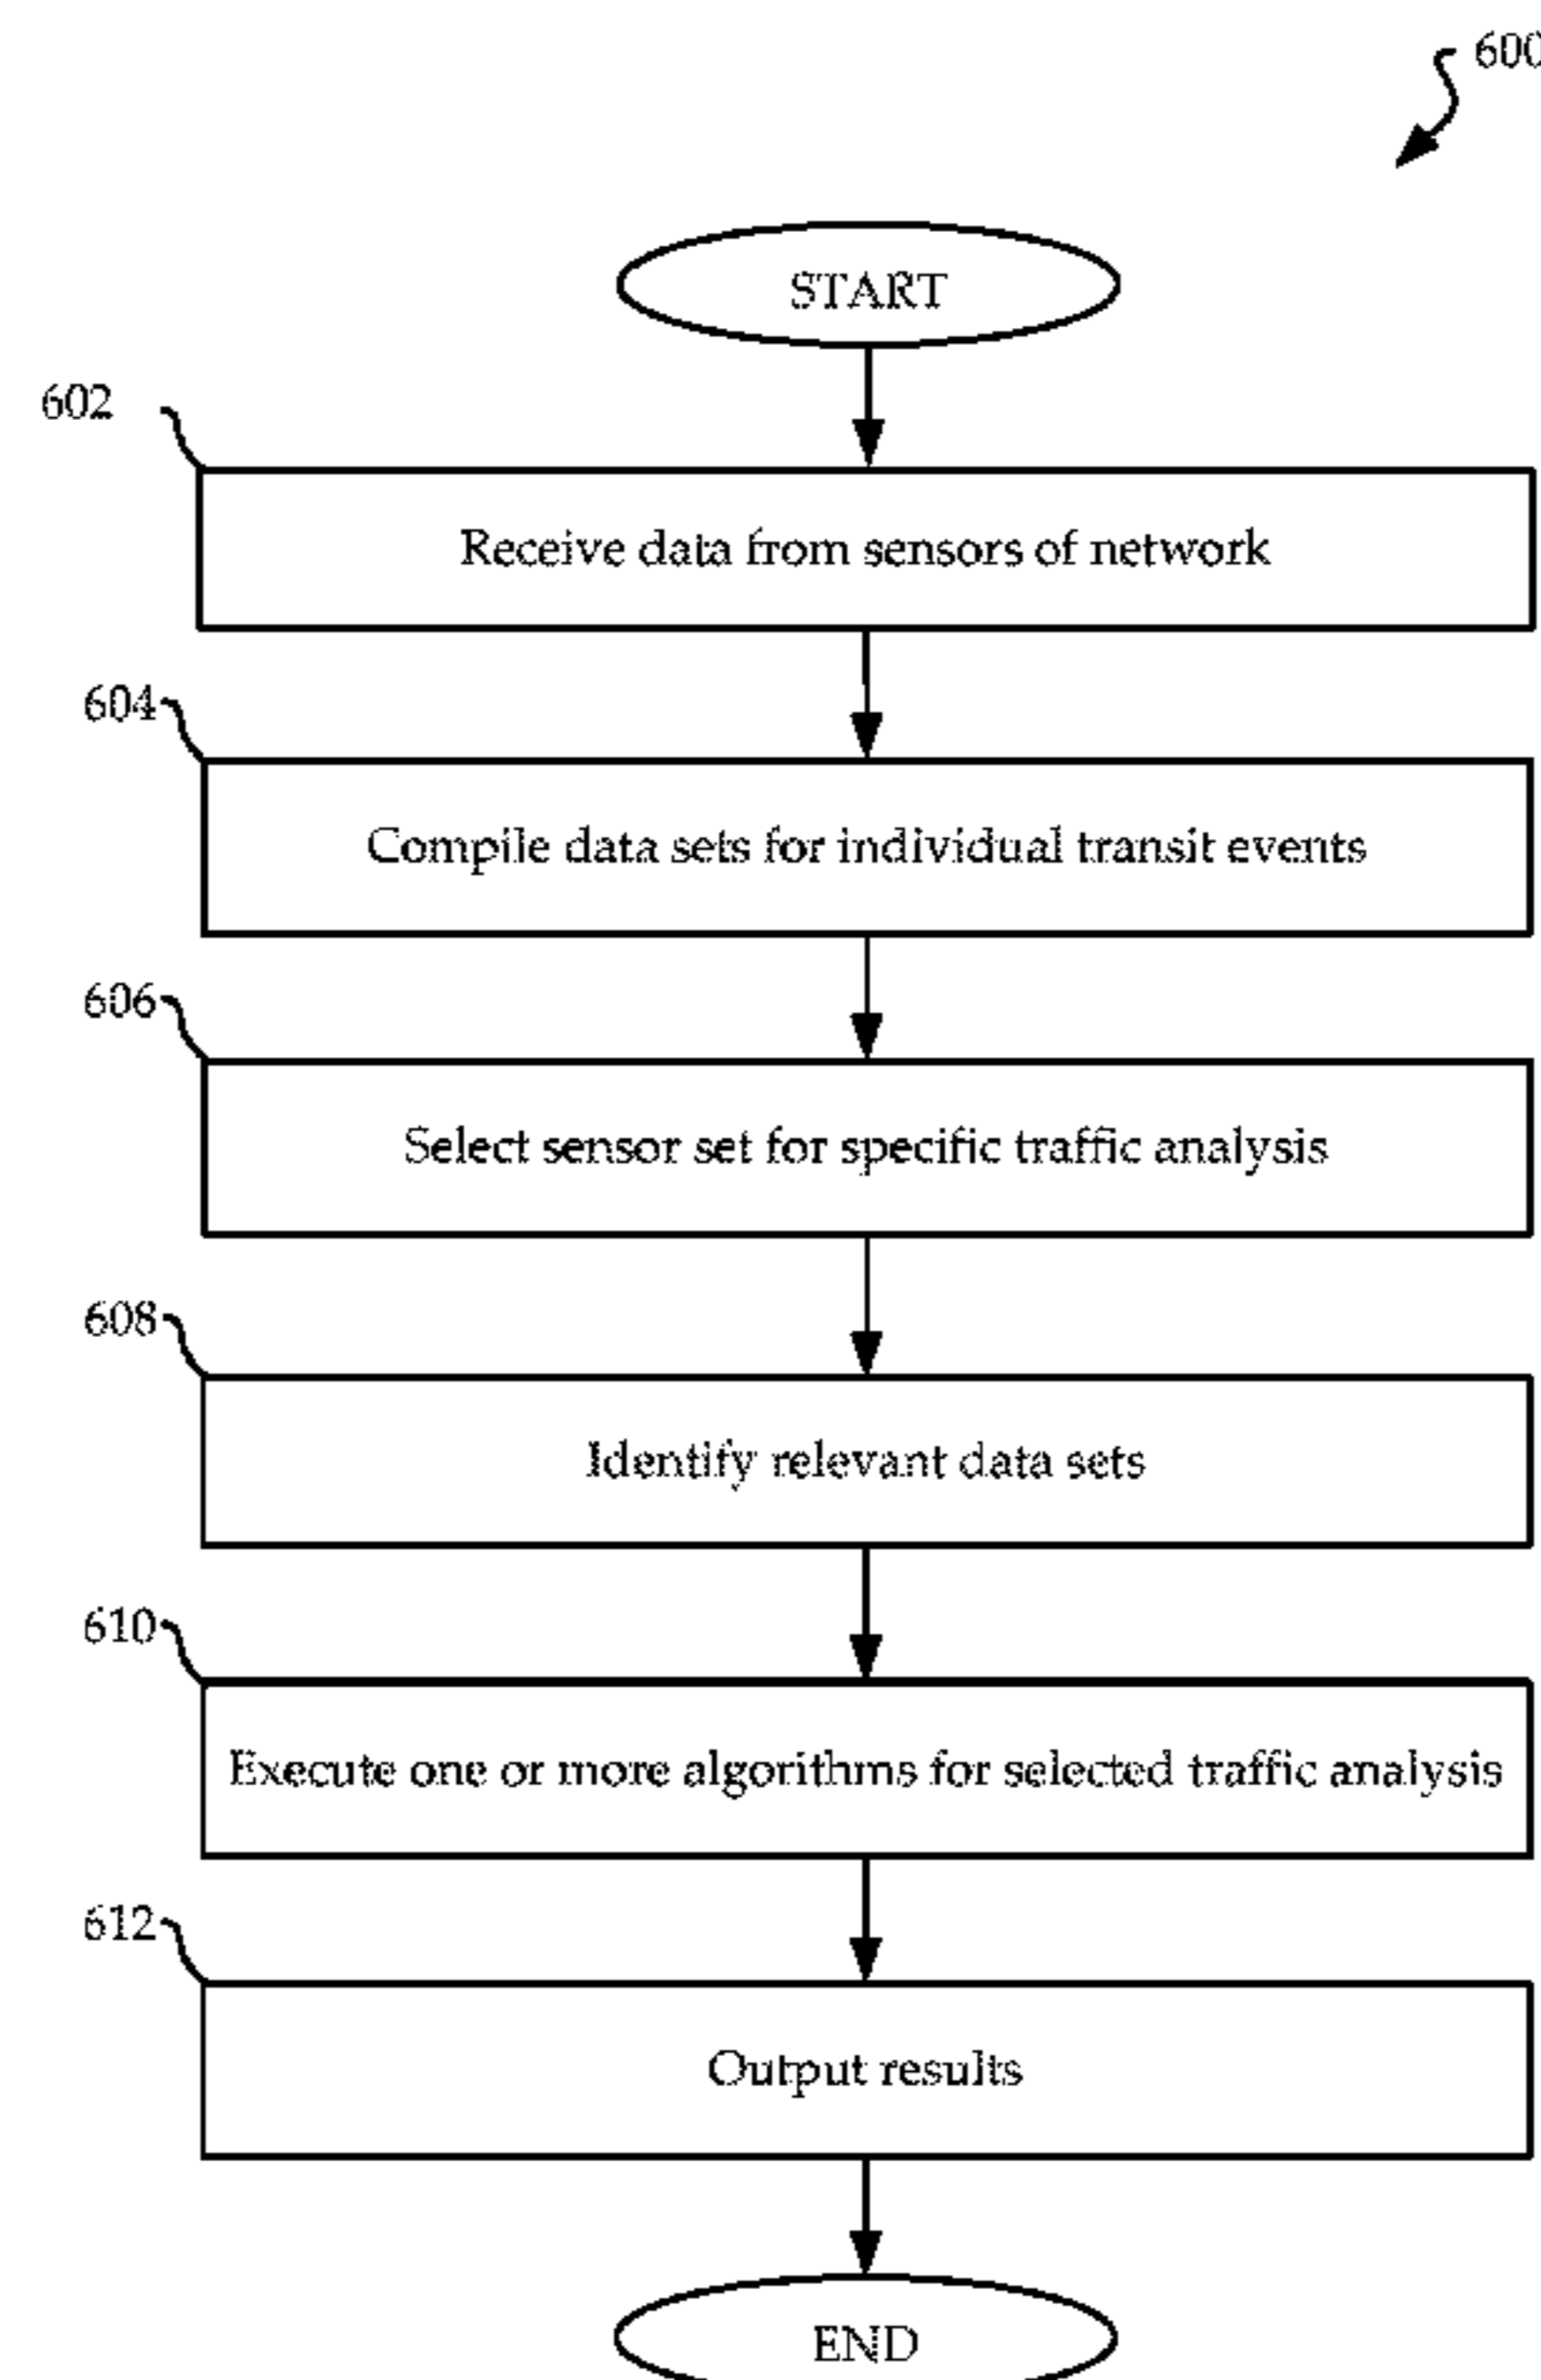 600
START
602
Receive data from sensors of network
604
Compile data sets for individual transit events
606
Select sensor set for specific traffic analysis
608
Identify relevant data sets
610
Execute one or more algorithms for selected traffic analysis
612
Output results
END